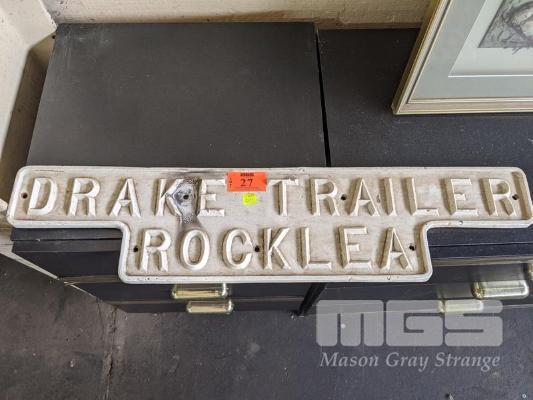 DRAKE TRAILER
27
ROCKLEA
MGS
Mason Gray Strange